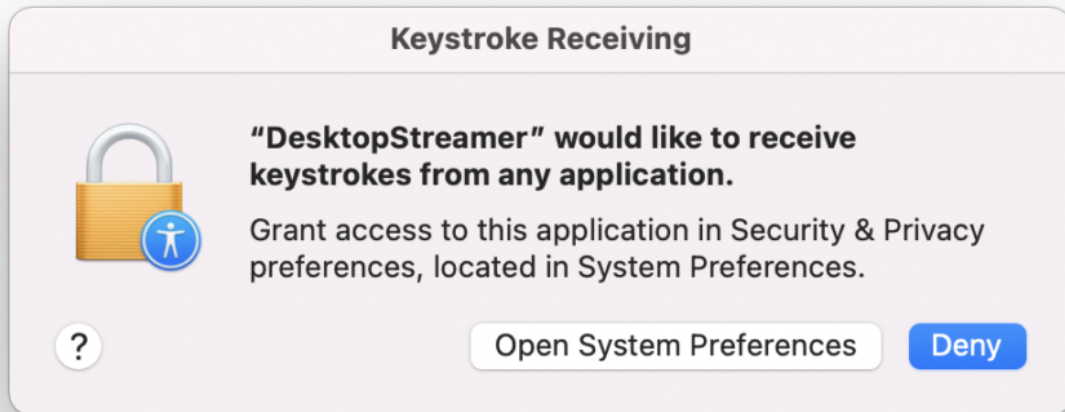 Keystroke Receiving
“DesktopStreamer” would like to receive
keystrokes from any application.
Grant access to this application in Security & Privacy
preferences, located in System Preferences.
?
Open System Preferences
Deny